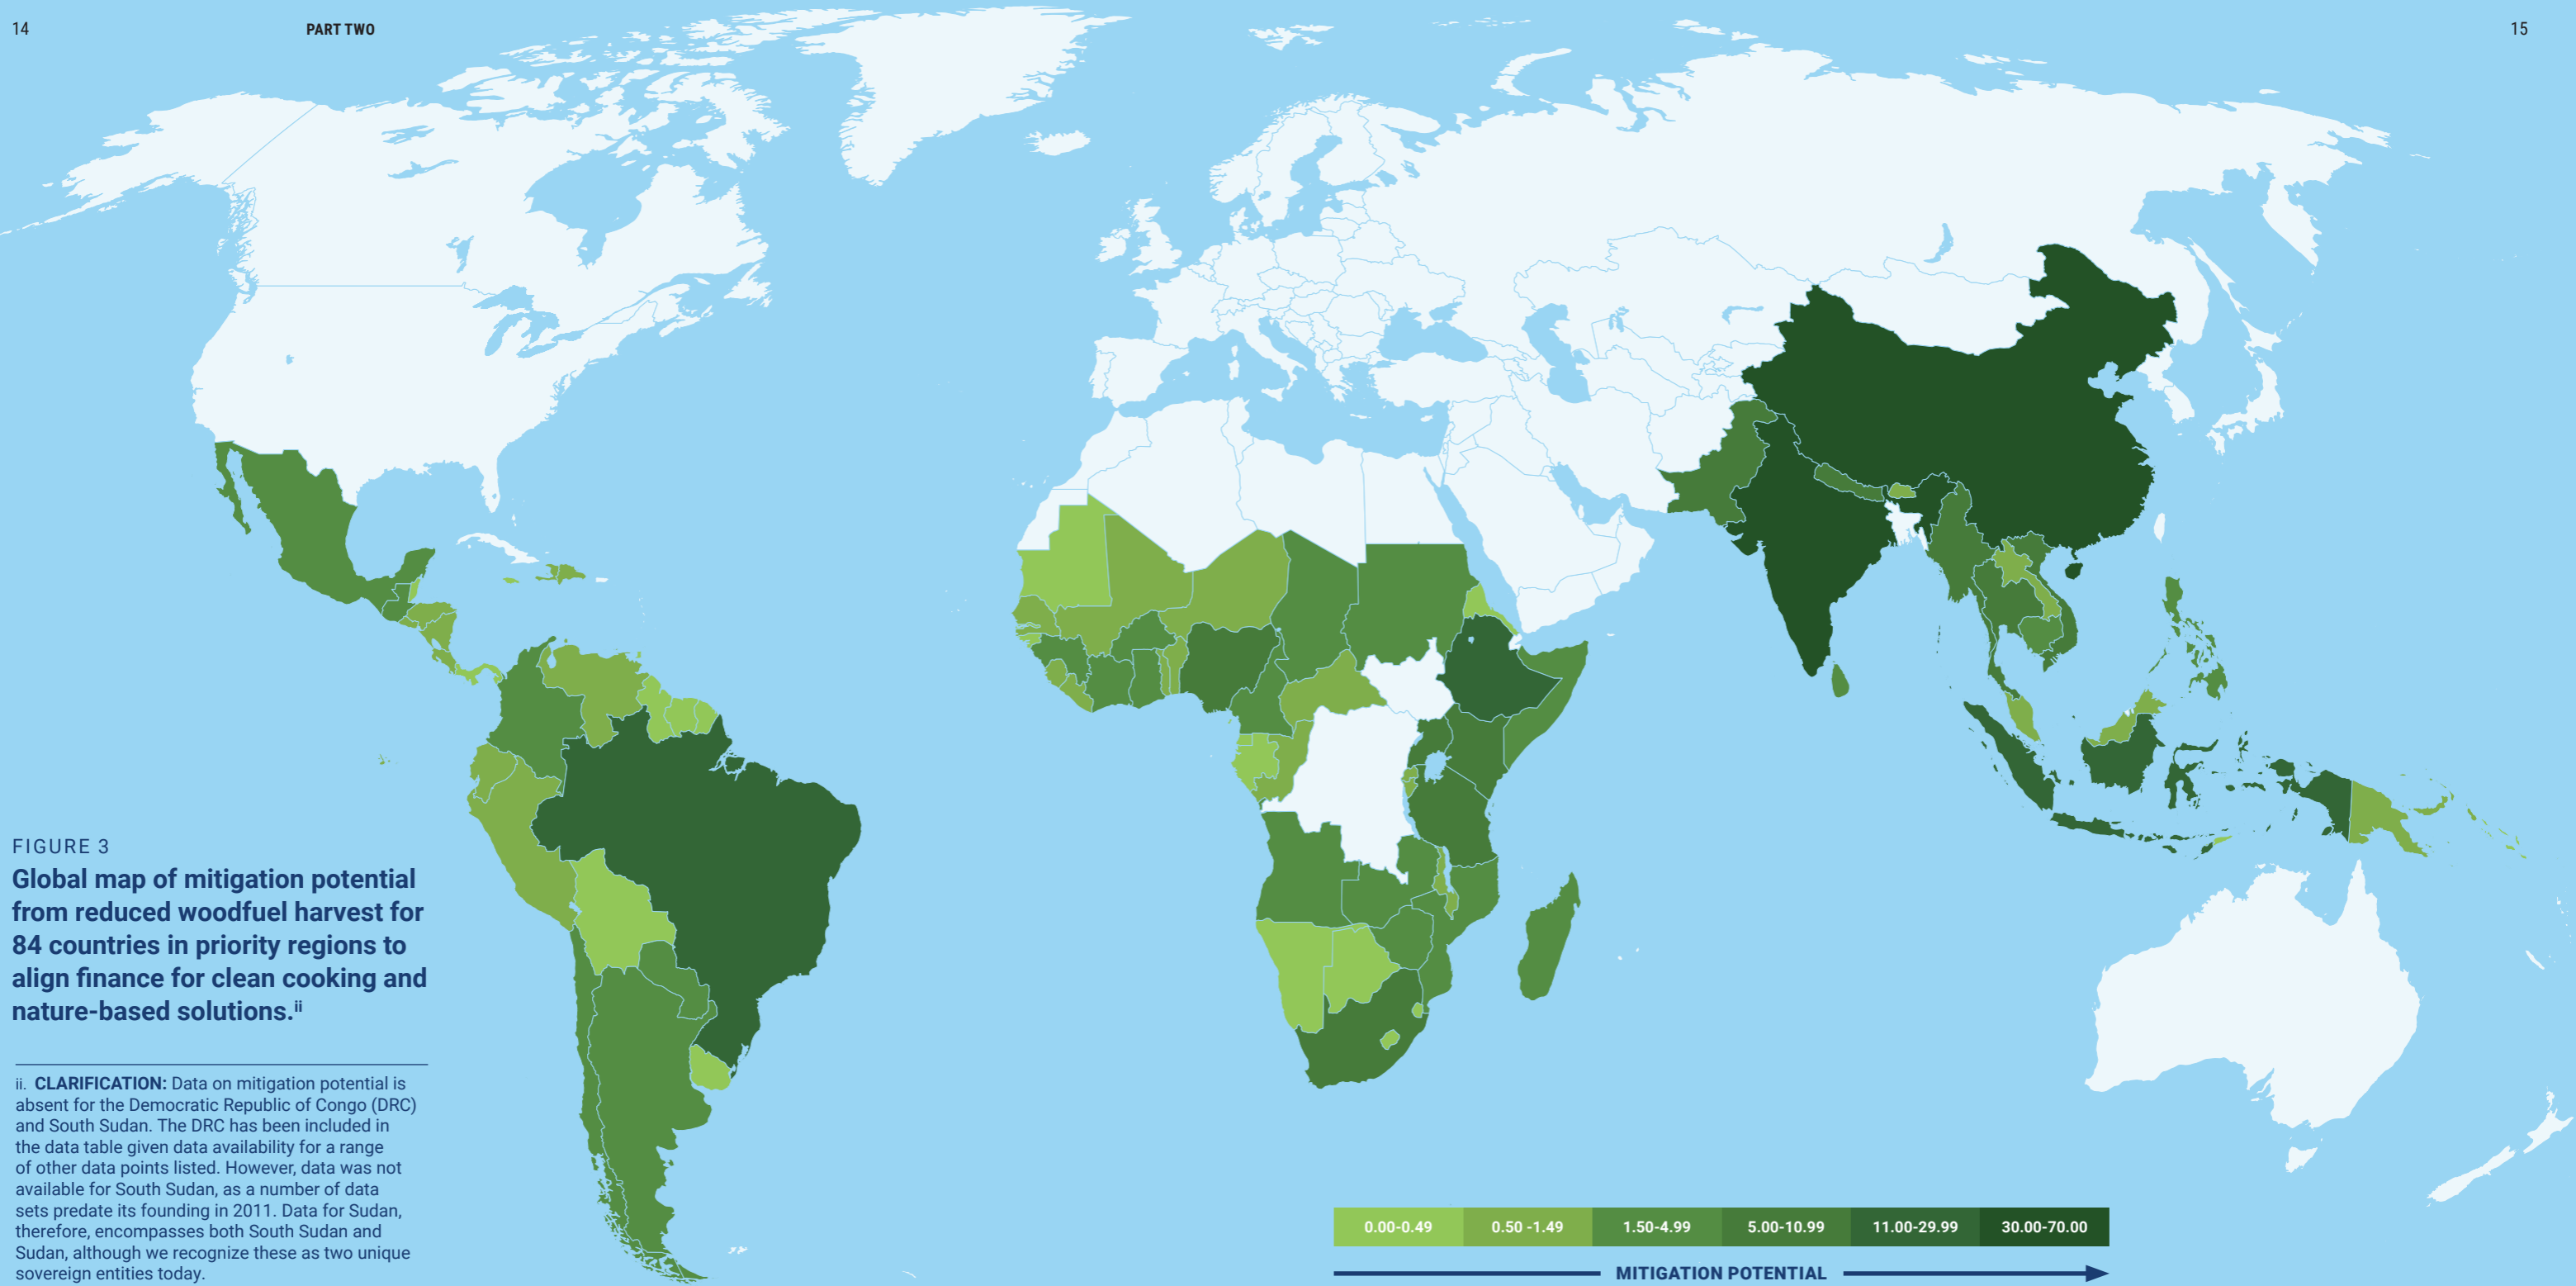 14
PART TWO
15
FIGURE 3
Global map of mitigation potential
from reduced woodfuel harvest for
84 countries in priority regions to
align finance for clean cooking and
nature-based solutions.ii
ii. CLARIFICATION: Data on mitigation potential is
absent for the Democratic Republic of Congo (DRC)
and South Sudan. The DRC has been included in
the data table given data availability for a range
of other data points listed. However, data was not
available for South Sudan, as a number of data
sets predate its founding in 2011. Data for Sudan,
therefore, encompasses both South Sudan and
Sudan, although we recognize these as two unique
sovereign entities today.
0.00-0.49 0.50 -1.49 1.50-4.99 5.00-10.99 11.00-29.99 30.00-70.00
MITIGATION POTENTIAL